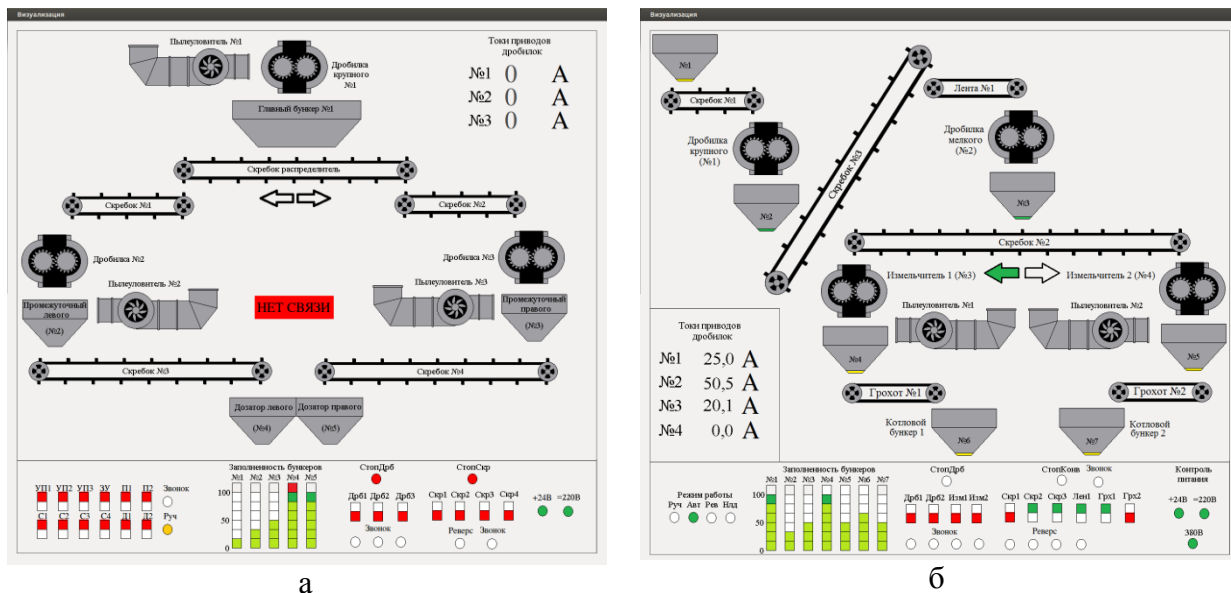 Визуализация
Пылеуловитель №1
Дробилка
крупного
№1
Токи приводов
дробилок
№1 0 А
№2 0 А
№3 0 А
Главный бункер №1
Скребок распределитель
Скребок №1
Скребок №2
Дробилка №2
Дробилка №3
Пылеуловитель №2
Пылеуловитель №3
Промежуточный
левого
(№2)
НЕТ СВЯЗИ
Промежуточный
правого
(№3)
Скребок №3
Скребок №4
Дозатор левого
(№4)
Дозатор правого
(№5)
УП1 УП2 УП3 ЗУ П1 П2
С1 С2 С3 С4 Д1 Д2
Звонок
Руч
Заполненность бункеров
№1 №2 №3 №4 №5
100
50
0
СтопДрб
СтопСкр
Дрб1 Дрб2 Дрб3
Скр1 Скр2 Скр3 Скр4
+24В =220В
Звонок
Реверс
а
Визуализация
№1
Скребок №1
Лента №1
Скребок №3
Дробилка
крупного
(№1)
Дробилка
мелкого
(№2)
№2
№3
Скребок №2
Измельчитель 1 (№3)
Измельчитель 2 (№4)
Пылеуловитель №1
Пылеуловитель №2
№4
№5
Токи приводов
дробилок
№1 25,0 А
№2 50,5 А
№3 20,1 А
№4 0,0 А
Грохот №1
Грохот №2
Котловой
бункер 1
№6
№7
Котловой
бункер 2
Режим работы
Руч Авт Рев Нлд
Заполненность бункеров
№1 №2 №3 №4 №5 №6 №7
100
50
0
СтопДрб
СтопКонв
Звонок
Дрб1 Дрб2 Изм1 Изм2
Скр1 Скр2 Скр3 Лен1 Грх1 Грх2
Звонок
Реверс
Контроль
питания
+24В =220В
380В
б